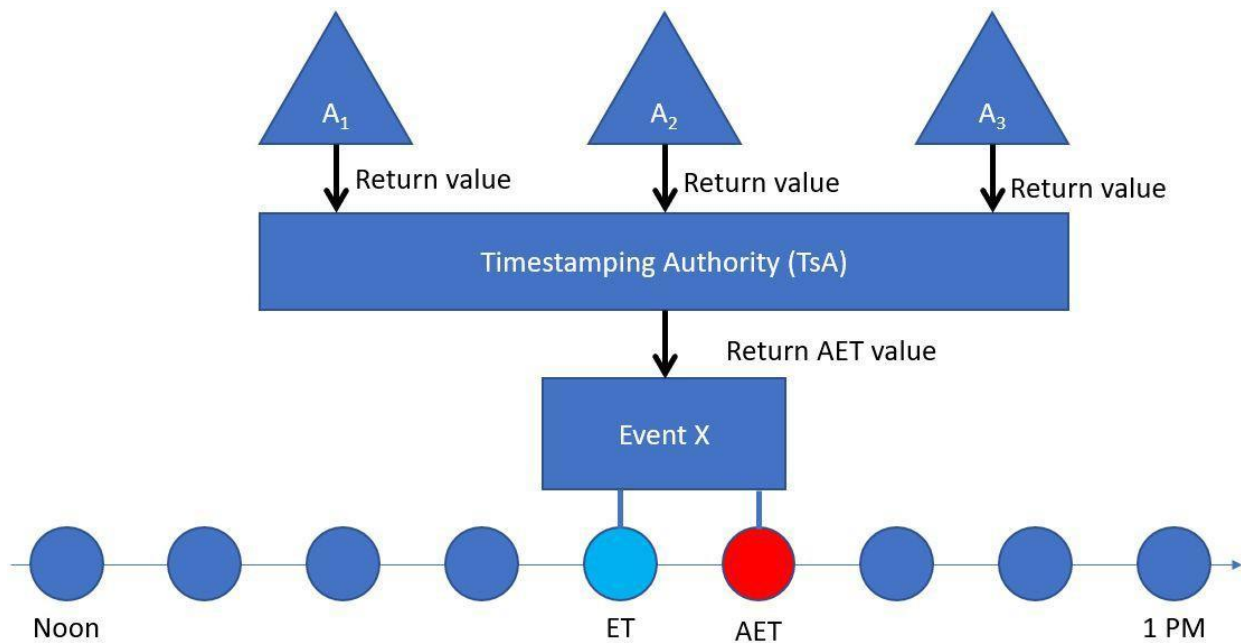 A₁
A₂
A₃
Return value
Return value
Return value
Timestamping Authority (TsA)
Return AET value
Event X
Noon
ET
AET
1 PM